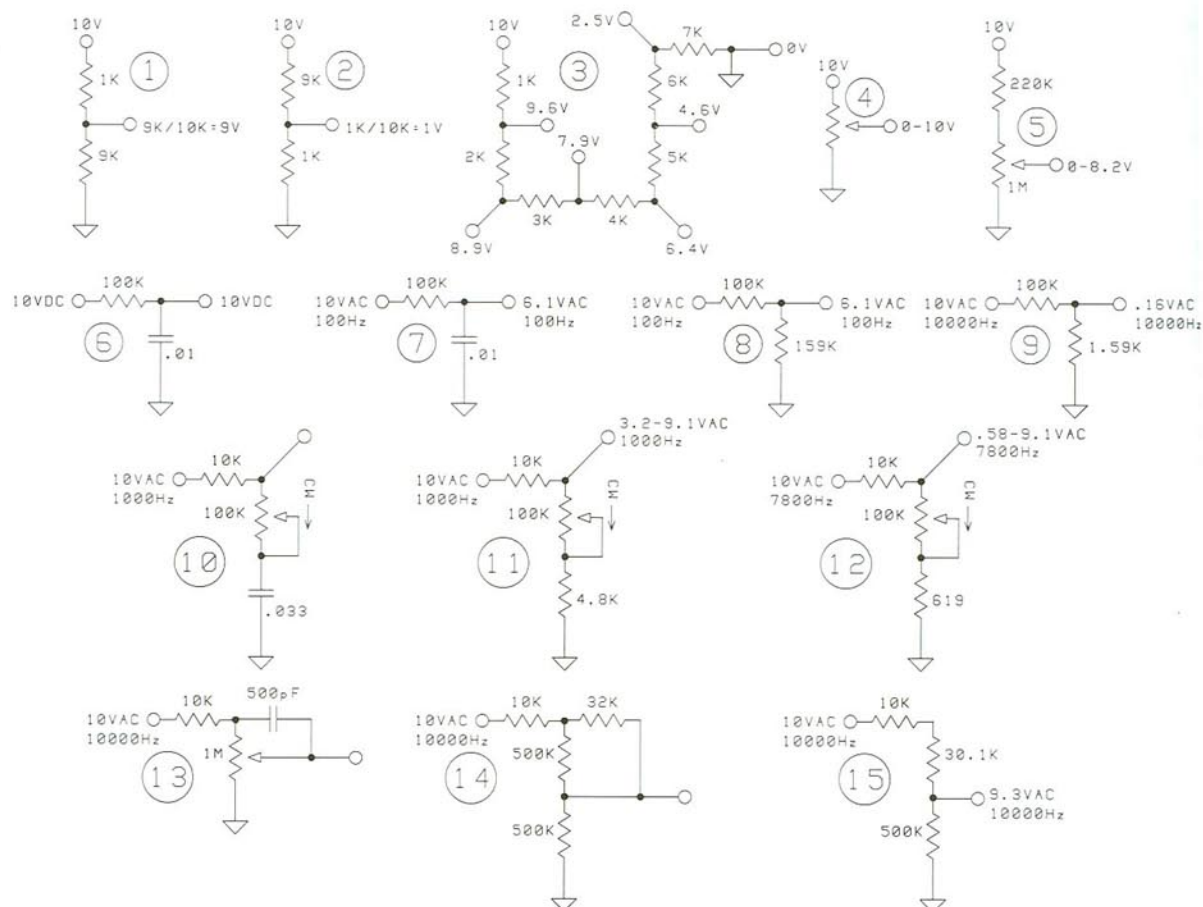 10V
1K
1
9K/10K=9V
9K
10V
9K
2
1K/10K=1V
1K
10V
1K
3
9.6V
2K
7.9V
3K
4K
8.9V
2.5V
7K
0V
6K
4.6V
5K
6.4V
10V
4
0-10V
10V
220K
5
0-8.2V
1M
10VDC
100K
10VDC
6
.01
10VAC
100Hz
100K
6.1VAC
100Hz
7
.01
10VAC
100Hz
100K
6.1VAC
100Hz
8
159K
10VAC
10000Hz
100K
.16VAC
10000Hz
9
1.59K
10VAC
1000Hz
10K
100K
CW
10
.033
3.2-9.1VAC
1000Hz
10VAC
1000Hz
10K
100K
CW
11
4.8K
.58-9.1VAC
7800Hz
10VAC
7800Hz
10K
100K
CW
12
619
10VAC
10000Hz
10K
500pF
1M
13
10VAC
10000Hz
10K
32K
500K
14
500K
10VAC
10000Hz
10K
30.1K
15
9.3VAC
10000Hz
500K